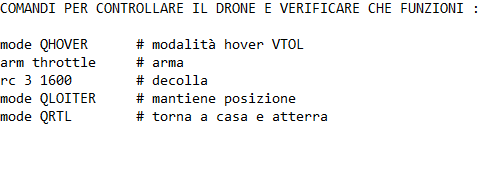 COMANDI PER CONTROLLARE IL DRONE E VERIFICARE CHE FUNZIONI :
mode QHOVER # modalità hover VTOL
arm throttle # arma
rc 3 1600 # decolla
mode QLOITER # mantiene posizione
mode QRTL # torna a casa e atterra